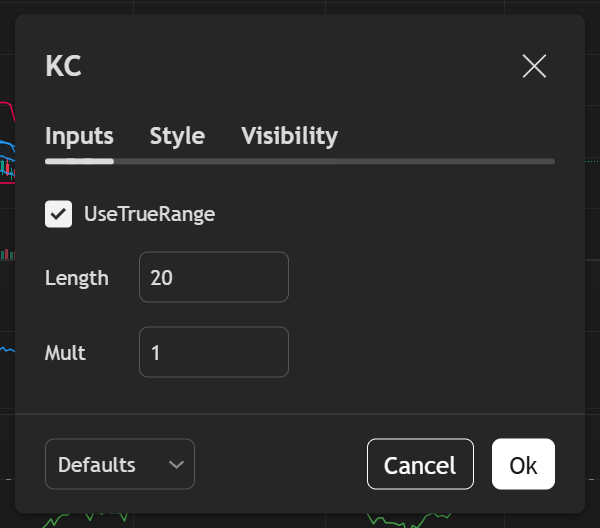 KC
Inputs Style Visibility
UseTrueRange
Length 20
Mult 1
Defaults Cancel Ok